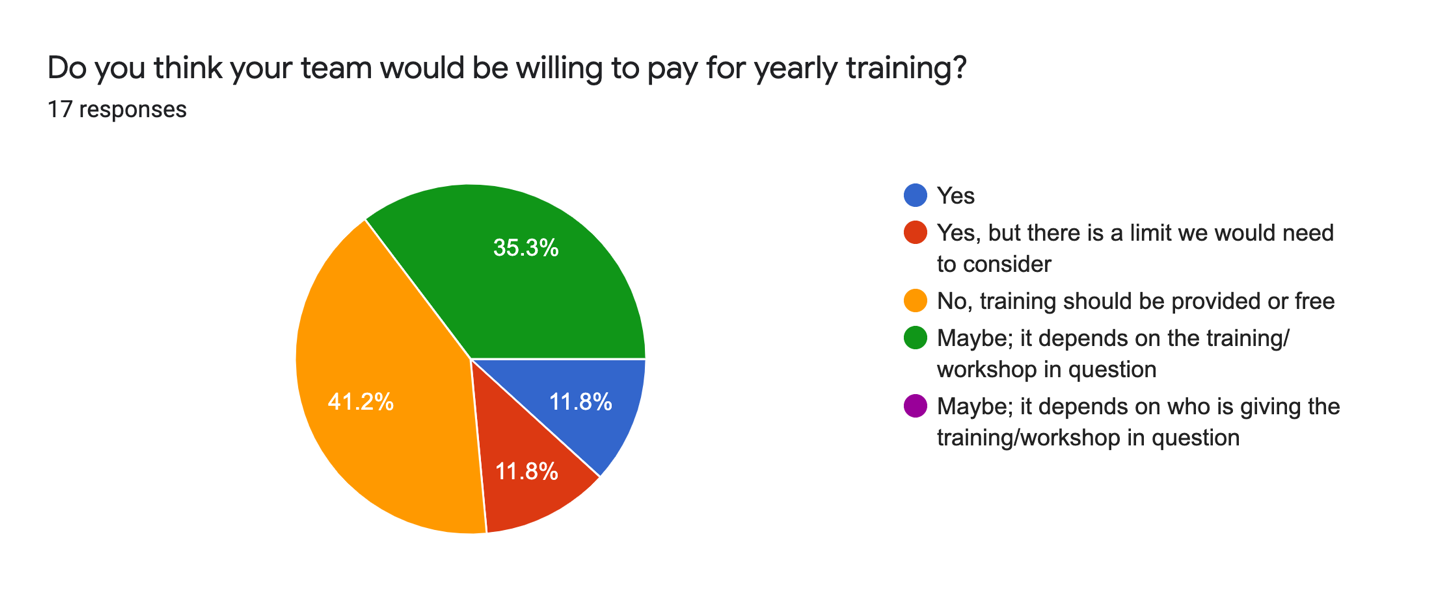 Do you think your team would be willing to pay for yearly training?
17 responses
35.3%
41.2%
11.8%
11.8%
Yes
Yes, but there is a limit we would need
to consider
No, training should be provided or free
Maybe; it depends on the training/
workshop in question
Maybe; it depends on who is giving the
training/workshop in question